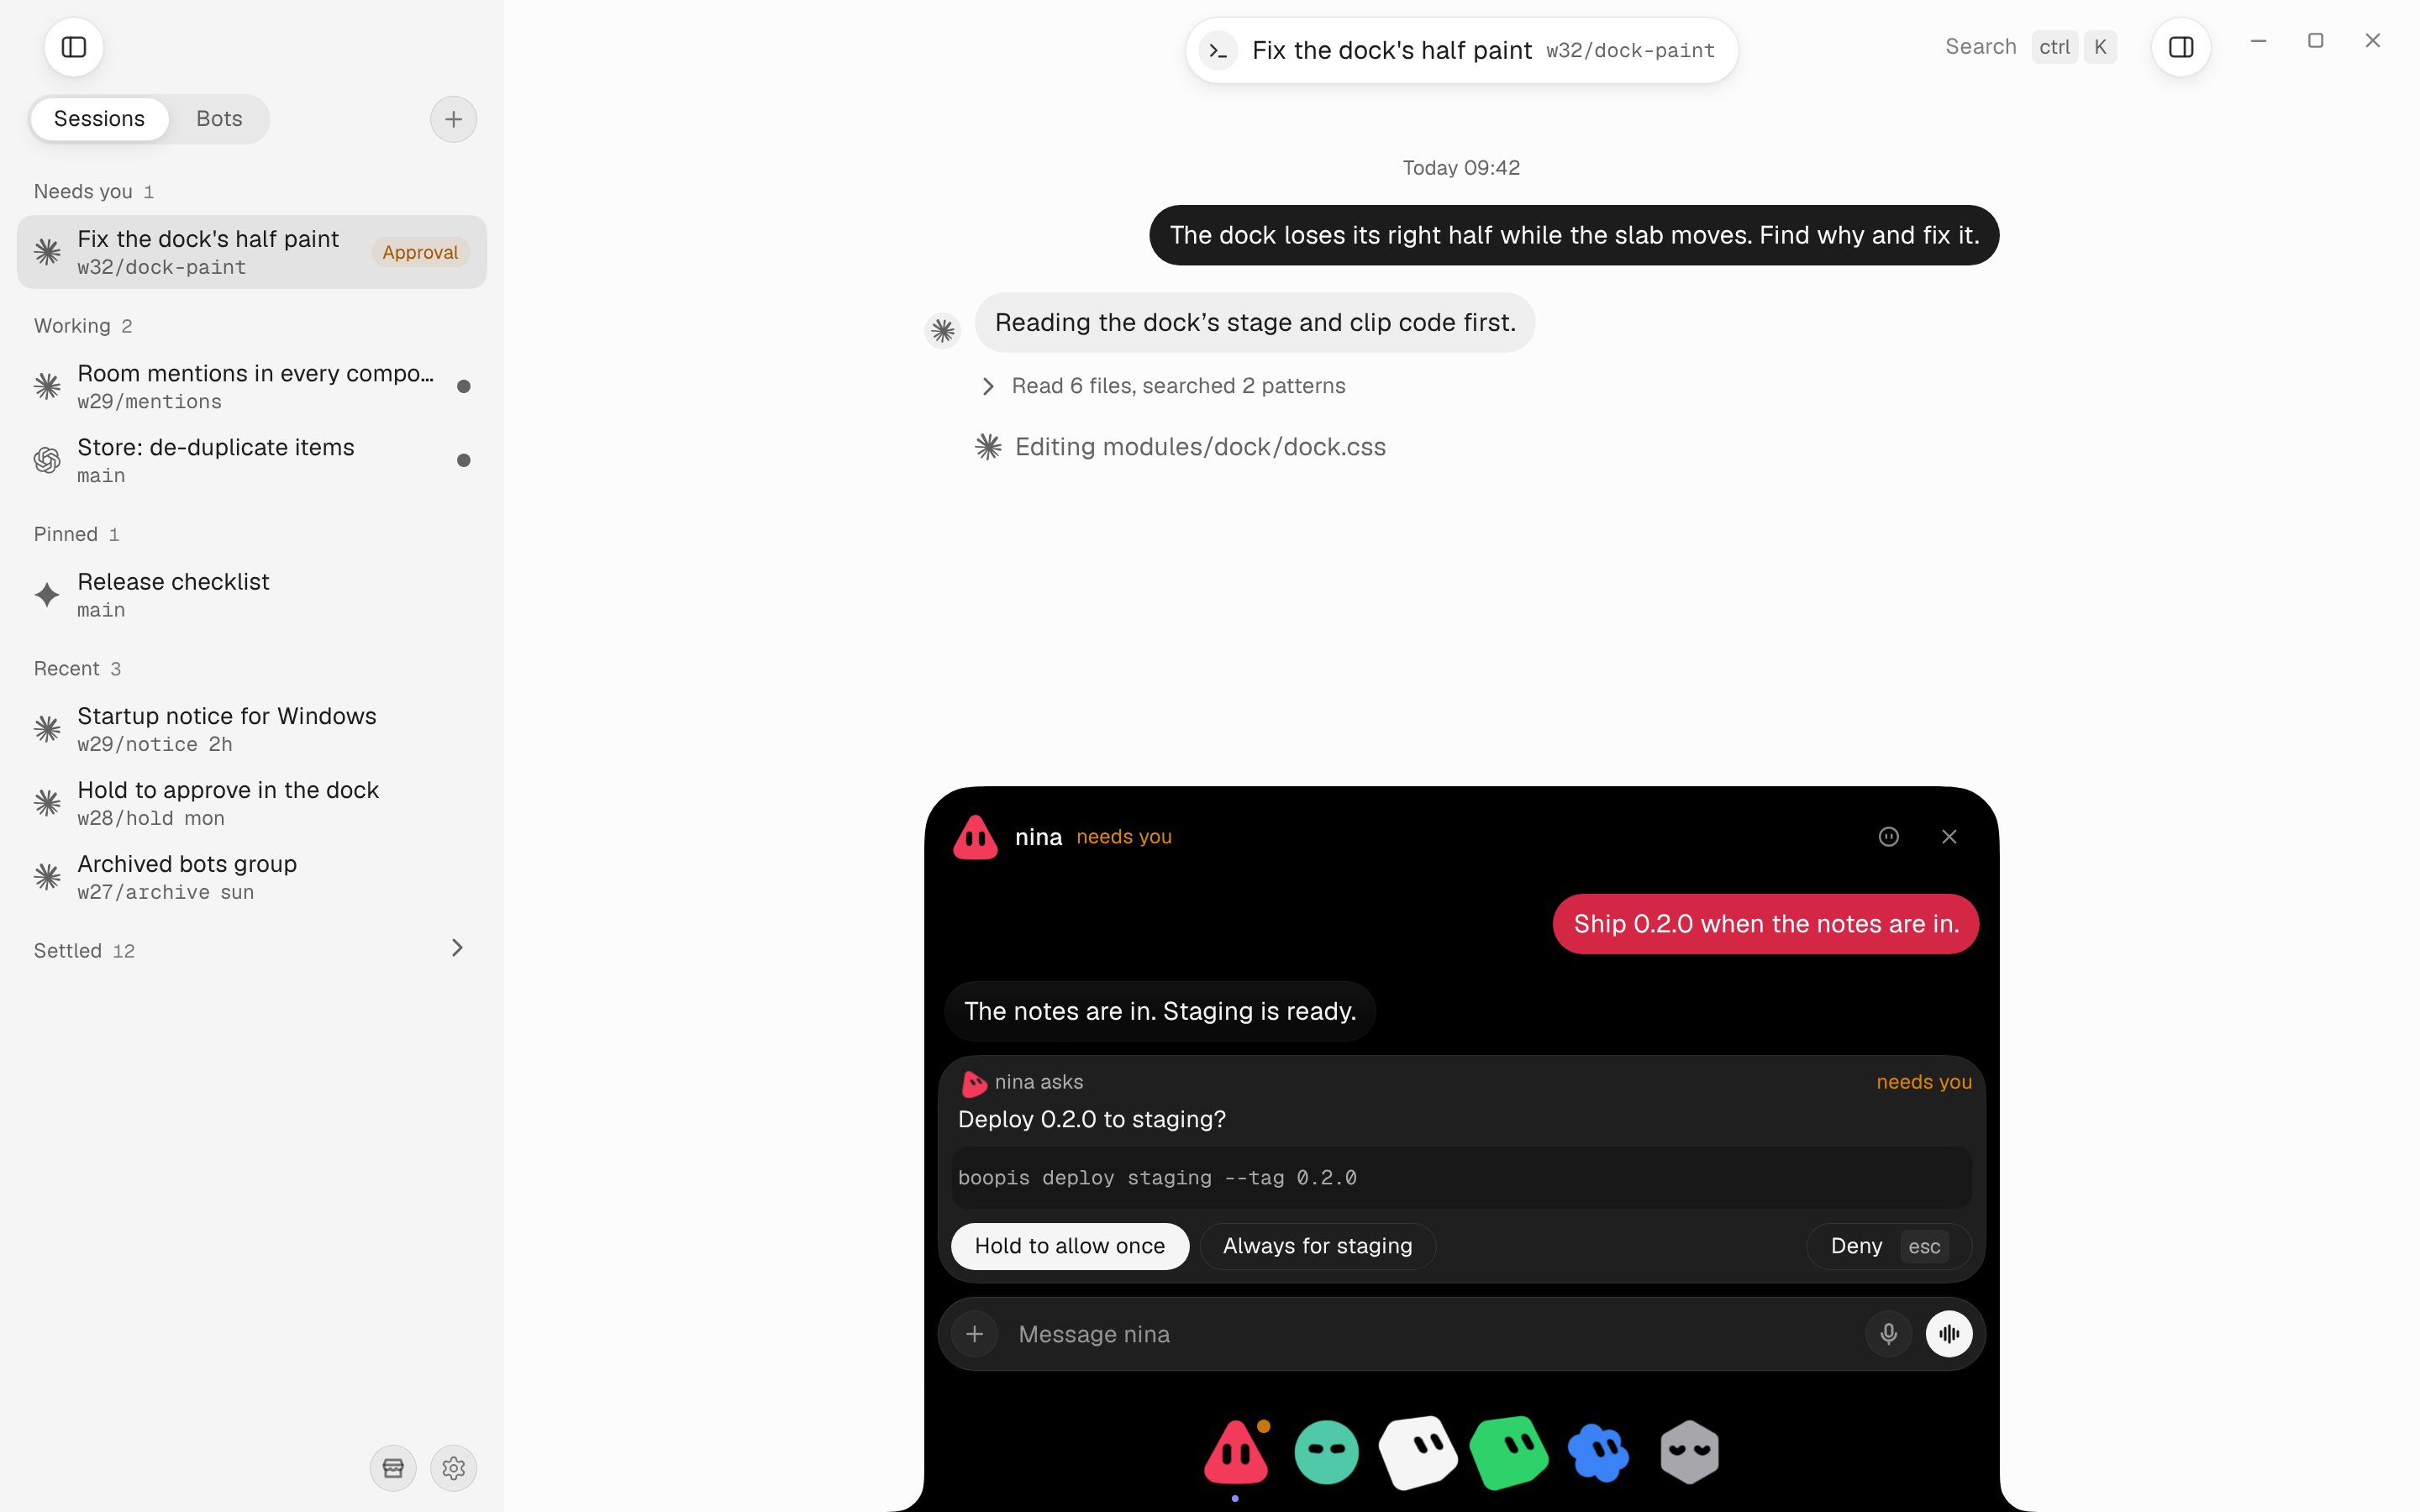 Fix the dock's half paint w32/dock-paint
Search ctrl K
Sessions Bots
Needs you 1
Fix the dock's half paint
w32/dock-paint
Approval
Working 2
Room mentions in every compo…
w29/mentions
Store: de-duplicate items
main
Pinned 1
Release checklist
main
Recent 3
Startup notice for Windows
w29/notice 2h
Hold to approve in the dock
w28/hold mon
Archived bots group
w27/archive sun
Settled 12
Today 09:42
The dock loses its right half while the slab moves. Find why and fix it.
Reading the dock’s stage and clip code first.
Read 6 files, searched 2 patterns
Editing modules/dock/dock.css
nina needs you
Ship 0.2.0 when the notes are in.
The notes are in. Staging is ready.
nina asks needs you
Deploy 0.2.0 to staging?
boopis deploy staging --tag 0.2.0
Hold to allow once Always for staging Deny esc
Message nina